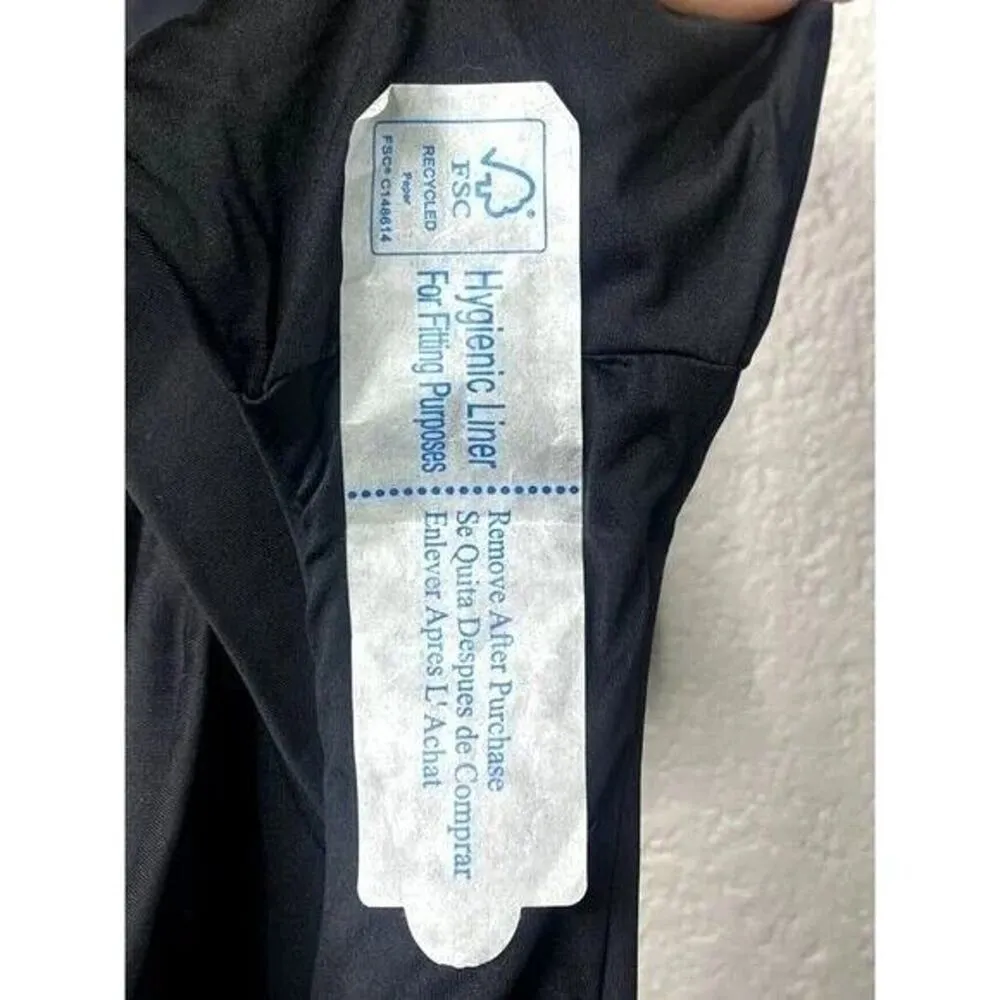 FSC
RECYCLED
Paper
FSC® C148614
Hygienic Liner
For Fitting Purposes
Remove After Purchase
Se Quita Despues de Comprar
Enlever Apres L' Achat